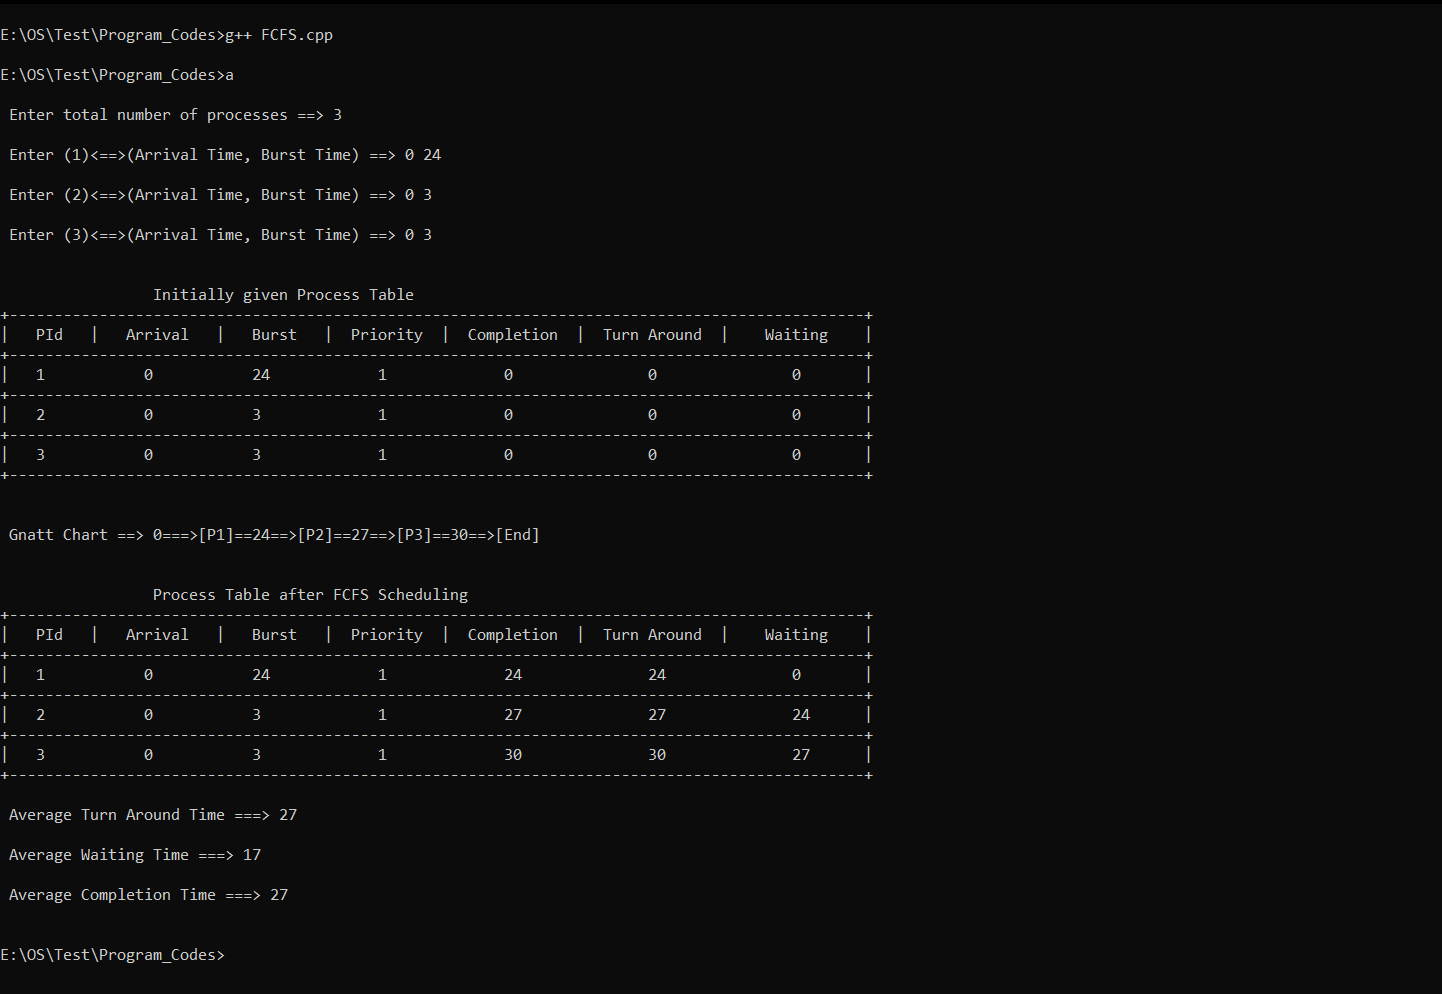 E:\OS\Test\Program_Codes>g++ FCFS.cpp
E:\OS\Test\Program_Codes>a
Enter total number of processes ==> 3
Enter (1)<==>(Arrival Time, Burst Time) ==> 0 24
Enter (2)<==>(Arrival Time, Burst Time) ==> 0 3
Enter (3)<==>(Arrival Time, Burst Time) ==> 0 3
Initially given Process Table
+-----------------------------------------------------------------------------------------------+
|   PId   |   Arrival   |   Burst   |  Priority  |  Completion  |  Turn Around  |    Waiting    |
+-----------------------------------------------------------------------------------------------+
|   1           0           24            1             0               0               0       |
+-----------------------------------------------------------------------------------------------+
|   2           0           3             1             0               0               0       |
+-----------------------------------------------------------------------------------------------+
|   3           0           3             1             0               0               0       |
+-----------------------------------------------------------------------------------------------+
Gnatt Chart ==> 0===>[P1]==24==>[P2]==27==>[P3]==30==>[End]
Process Table after FCFS Scheduling
+-----------------------------------------------------------------------------------------------+
|   PId   |   Arrival   |   Burst   |  Priority  |  Completion  |  Turn Around  |    Waiting    |
+-----------------------------------------------------------------------------------------------+
|   1           0           24            1             24              24              0       |
+-----------------------------------------------------------------------------------------------+
|   2           0           3             1             27              27              24      |
+-----------------------------------------------------------------------------------------------+
|   3           0           3             1             30              30              27      |
+-----------------------------------------------------------------------------------------------+
Average Turn Around Time ===> 27
Average Waiting Time ===> 17
Average Completion Time ===> 27
E:\OS\Test\Program_Codes>